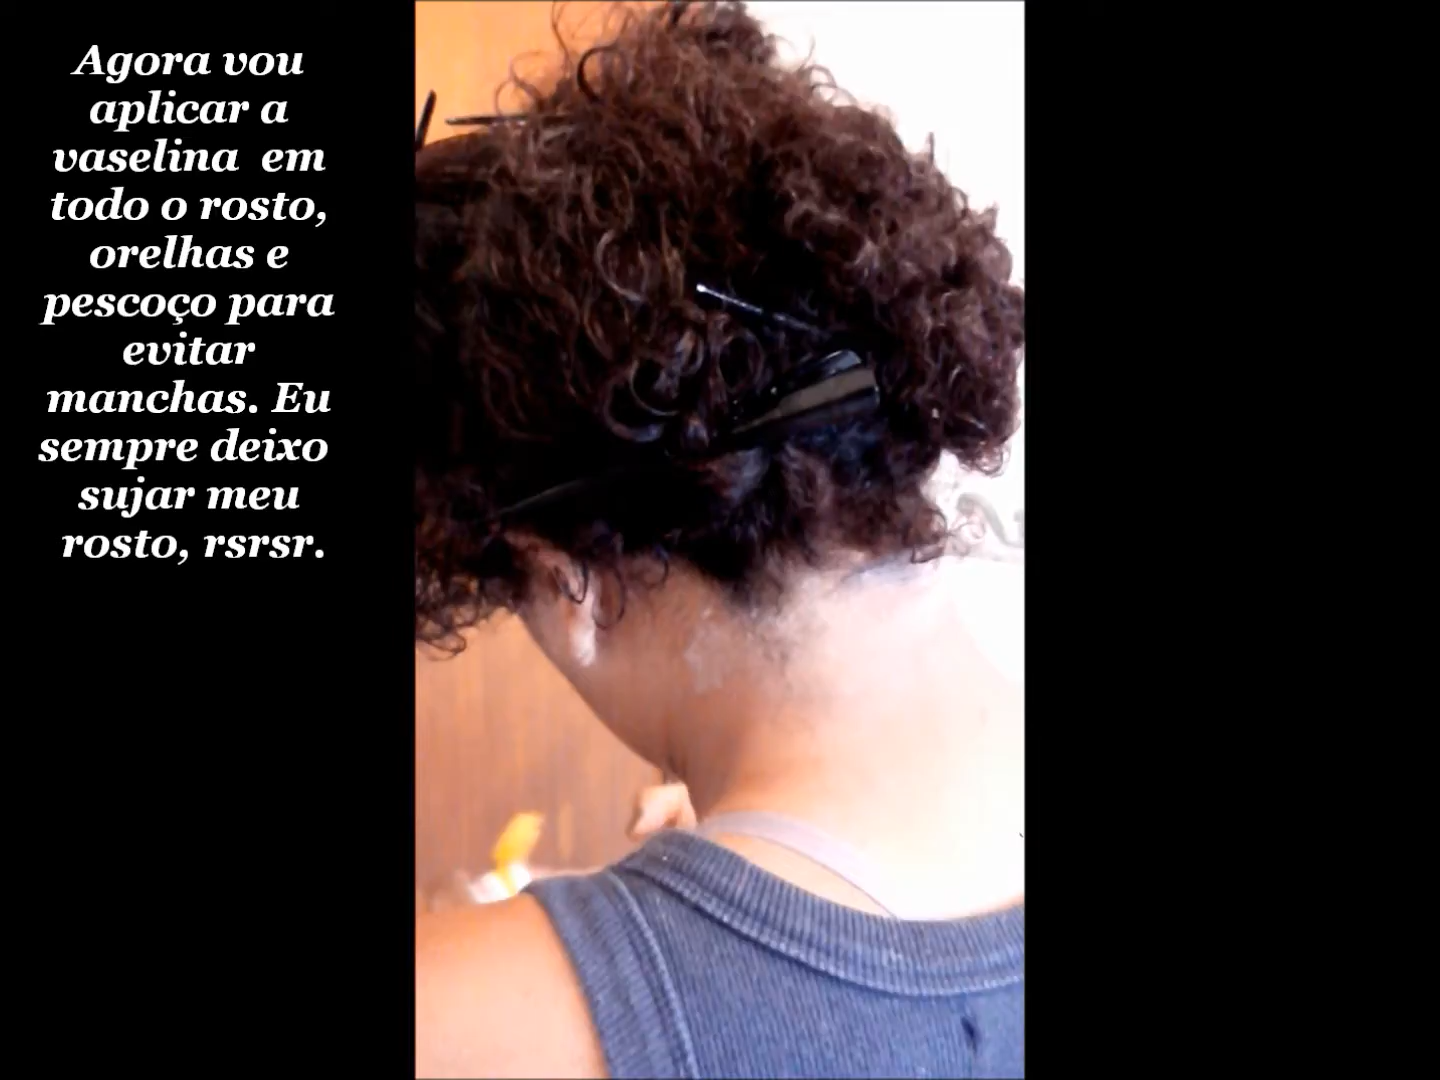 Agora vou
aplicar a
vaselina em
todo o rosto,
orelhas e
pescoço para
evitar
manchas. Eu
sempre deixo
sujar meu
rosto, rsrsr.